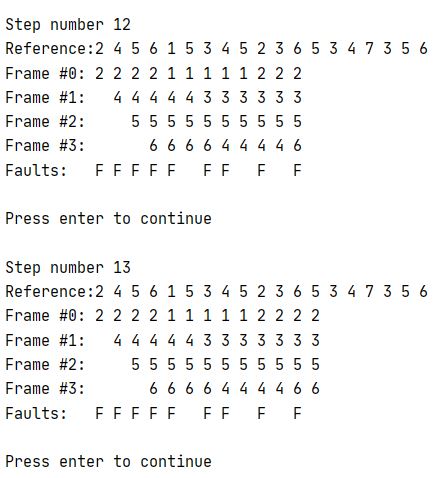 Step number 12
Reference:2 4 5 6 1 5 3 4 5 2 3 6 5 3 4 7 3 5 6
Frame #0: 2 2 2 2 1 1 1 1 1 2 2 2
Frame #1:   4 4 4 4 4 3 3 3 3 3 3
Frame #2:     5 5 5 5 5 5 5 5 5 5
Frame #3:       6 6 6 6 4 4 4 4 6
Faults:   F F F F F   F F   F   F
Press enter to continue
Step number 13
Reference:2 4 5 6 1 5 3 4 5 2 3 6 5 3 4 7 3 5 6
Frame #0: 2 2 2 2 1 1 1 1 1 2 2 2 2
Frame #1:   4 4 4 4 4 3 3 3 3 3 3 3
Frame #2:     5 5 5 5 5 5 5 5 5 5 5
Frame #3:       6 6 6 6 4 4 4 4 6 6
Faults:   F F F F F   F F   F   F
Press enter to continue